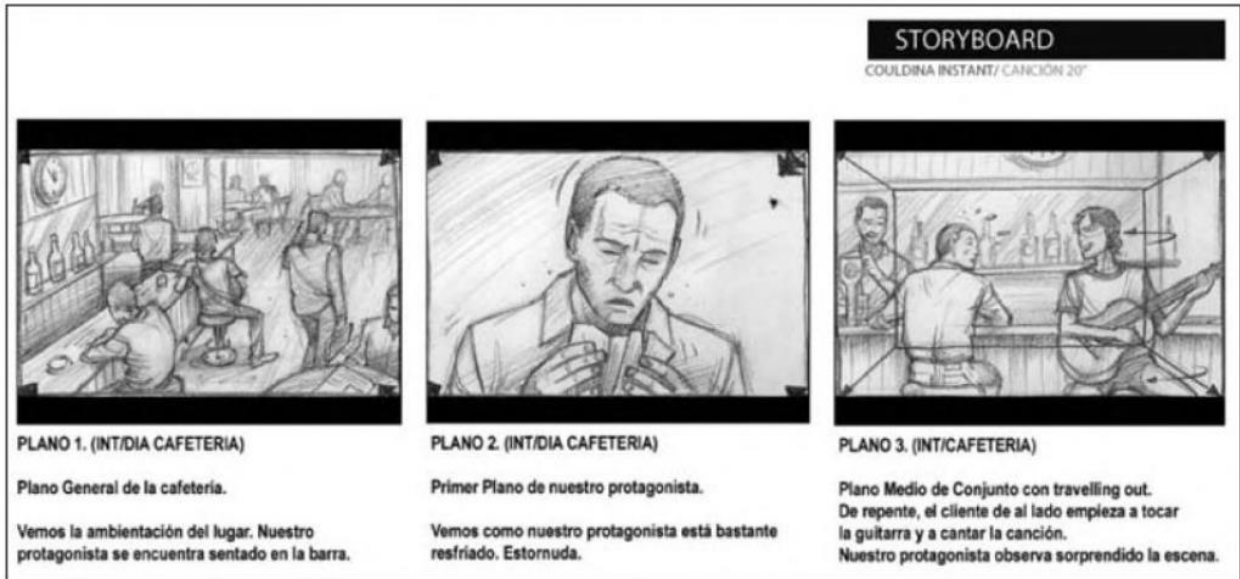 STORYBOARD
COULDINA INSTANT/ CANCIÓN 20"
PLANO 1. (INT/DIA CAFETERIA)
Plano General de la cafetería.
Vemos la ambientación del lugar. Nuestro
protagonista se encuentra sentado en la barra.
PLANO 2. (INT/DIA CAFETERIA)
Primer Plano de nuestro protagonista.
Vemos como nuestro protagonista está bastante
resfriado. Estornuda.
PLANO 3. (INT/CAFETERIA)
Plano Medio de Conjunto con travelling out.
De repente, el cliente de al lado empieza a tocar
la guitarra y a cantar la canción.
Nuestro protagonista observa sorprendido la escena.